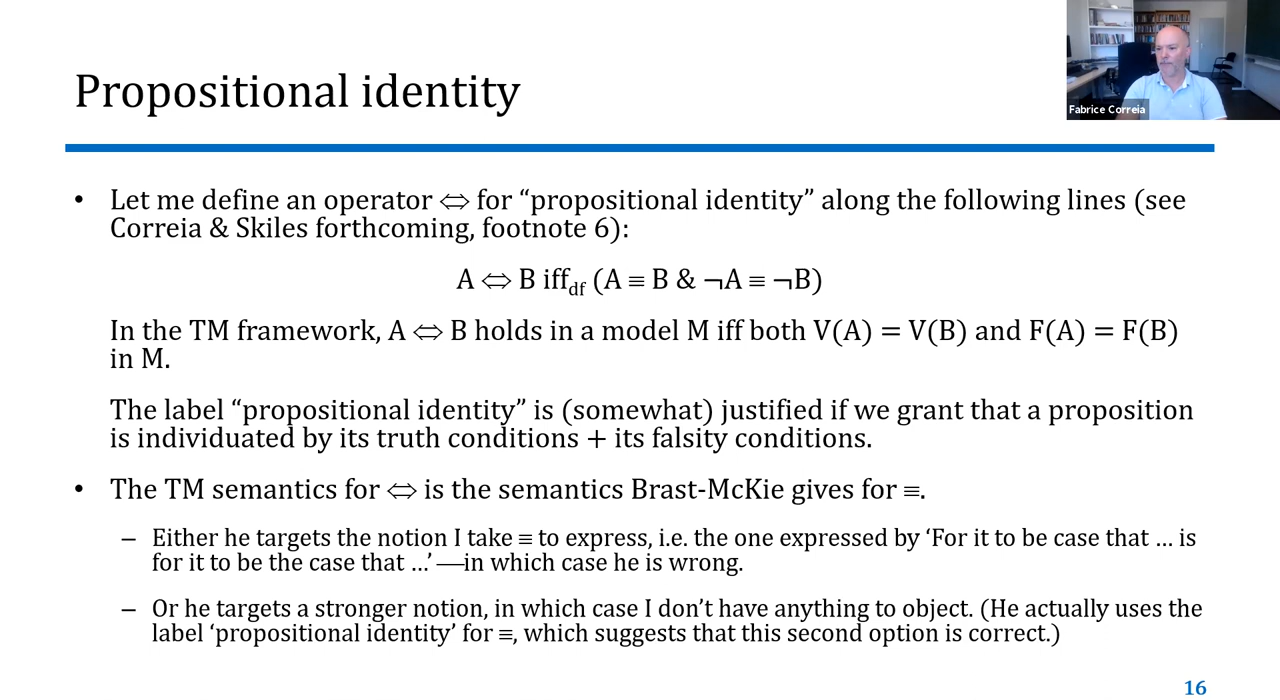 Propositional identity
Fabrice Correia
• Let me define an operator ⇔ for “propositional identity” along the following lines (see
Correia & Skiles forthcoming, footnote 6):
A ⇔ B iff_df (A ≡ B & ¬A ≡ ¬B)
In the TM framework, A ⇔ B holds in a model M iff both V(A) = V(B) and F(A) = F(B)
in M.
The label “propositional identity” is (somewhat) justified if we grant that a proposition
is individuated by its truth conditions + its falsity conditions.
• The TM semantics for ⇔ is the semantics Brast-McKie gives for ≡.
– Either he targets the notion I take ≡ to express, i.e. the one expressed by ‘For it to be case that … is
for it to be the case that …’ —in which case he is wrong.
– Or he targets a stronger notion, in which case I don’t have anything to object. (He actually uses the
label ‘propositional identity’ for ≡, which suggests that this second option is correct.)
16